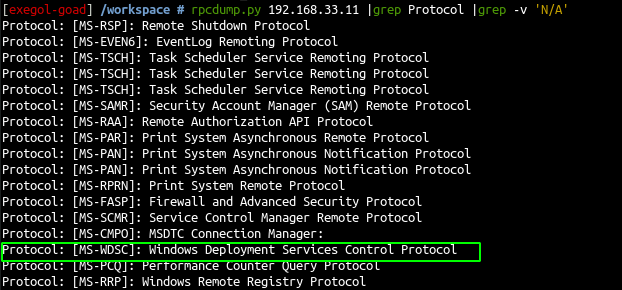 [exegol-goad] /workspace # rpcdump.py 192.168.33.11 |grep Protocol |grep -v 'N/A'
Protocol: [MS-RSP]: Remote Shutdown Protocol
Protocol: [MS-EVEN6]: EventLog Remoting Protocol
Protocol: [MS-TSCH]: Task Scheduler Service Remoting Protocol
Protocol: [MS-TSCH]: Task Scheduler Service Remoting Protocol
Protocol: [MS-TSCH]: Task Scheduler Service Remoting Protocol
Protocol: [MS-SAMR]: Security Account Manager (SAM) Remote Protocol
Protocol: [MS-RAA]: Remote Authorization API Protocol
Protocol: [MS-PAR]: Print System Asynchronous Remote Protocol
Protocol: [MS-PAN]: Print System Asynchronous Notification Protocol
Protocol: [MS-PAN]: Print System Asynchronous Notification Protocol
Protocol: [MS-RPRN]: Print System Remote Protocol
Protocol: [MS-FASP]: Firewall and Advanced Security Protocol
Protocol: [MS-SCMR]: Service Control Manager Remote Protocol
Protocol: [MS-CMPO]: MSDTC Connection Manager:
Protocol: [MS-WDSC]: Windows Deployment Services Control Protocol
Protocol: [MS-PCQ]: Performance Counter Query Protocol
Protocol: [MS-RRP]: Windows Remote Registry Protocol